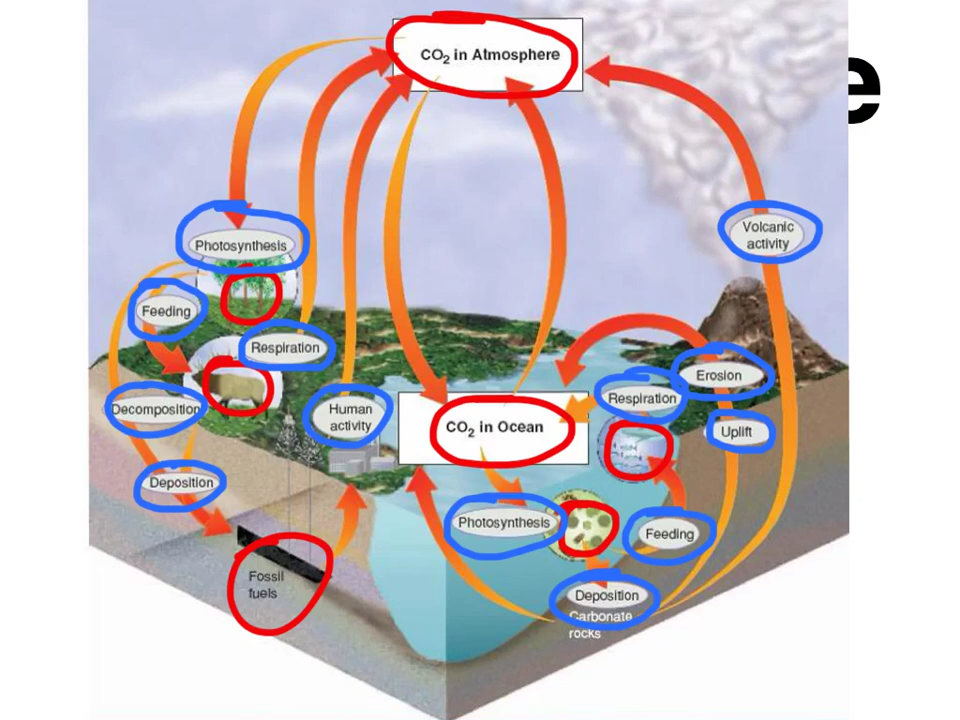 CO₂ in Atmosphere
e
Volcanic
activity
Photosynthesis
Feeding
Respiration
Erosion
Respiration
Decomposition
Human
activity
CO₂ in Ocean
Uplift
Deposition
Photosynthesis
Feeding
Fossil
fuels
Deposition
Carbonate
rocks